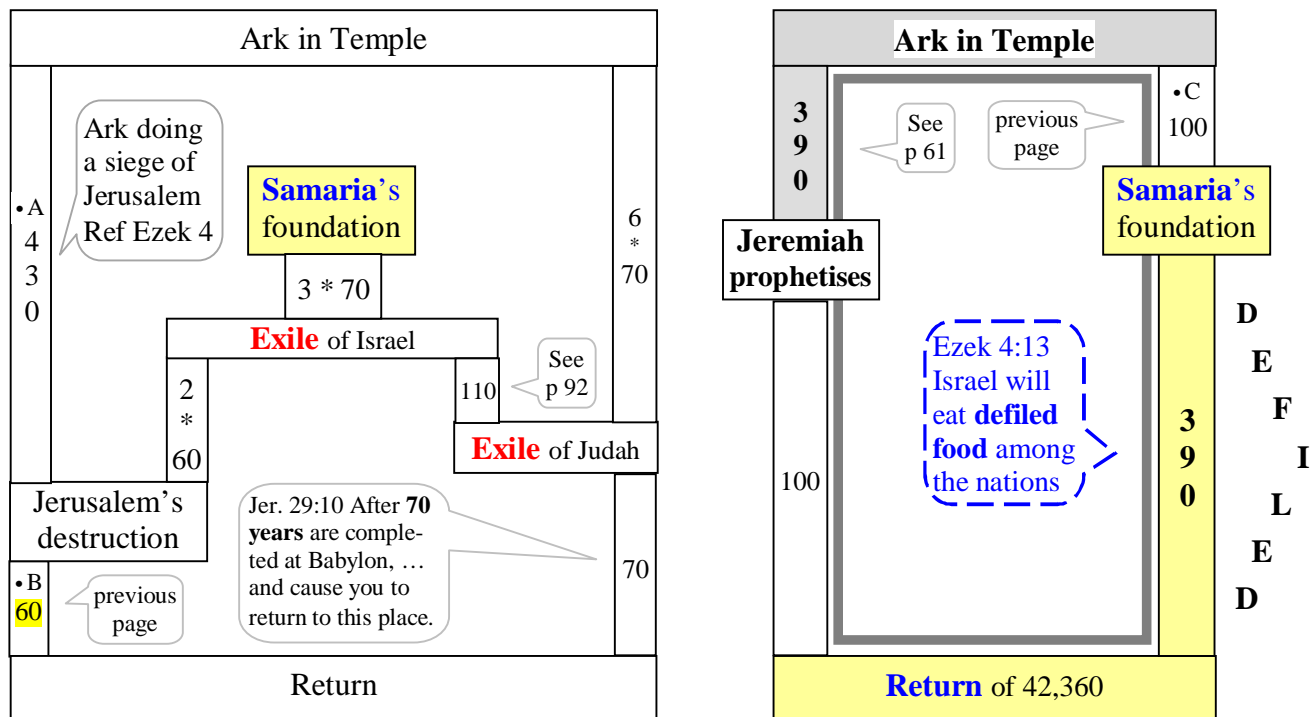 Ark in Temple
Ark doing
a siege of
Jerusalem
Ref Ezek 4
•A
4
3
0
Samaria's
foundation
3 * 70
6
*
70
Exile of Israel
2
*
60
110
See
p 92
Exile of Judah
Jerusalem's
destruction
Jer. 29:10 After 70
years are comple-
ted at Babylon, …
and cause you to
return to this place.
70
•B
60
previous
page
Return
Ark in Temple
3
9
0
See
p 61
previous
page
•C
100
Samaria's
foundation
Jeremiah
prophetises
100
Ezek 4:13
Israel will
eat defiled
food among
the nations
3
9
0
D
E
F
I
L
E
D
Return of 42,360